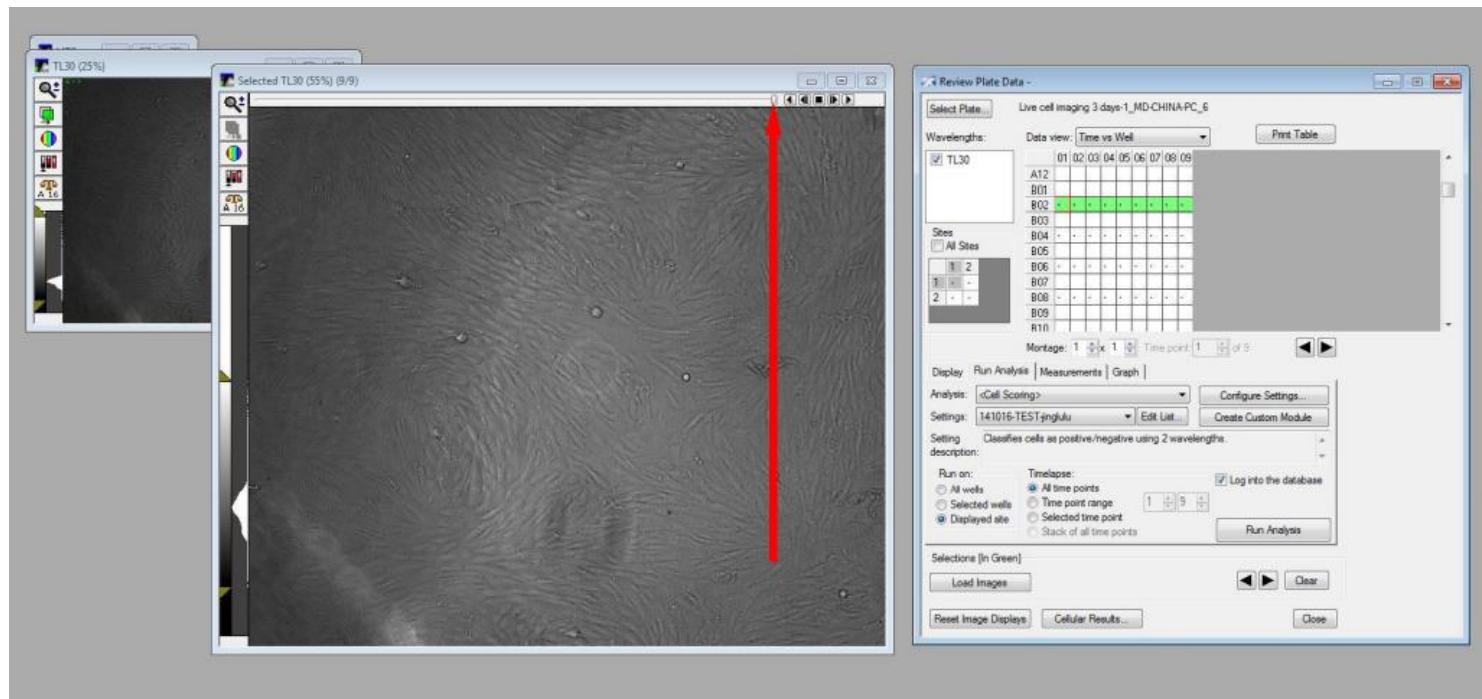 TL30 (25%)
A 16
Selected TL30 (55%) (9/9)
A 16
Review Plate Data -
Select Plate...
Live cell imaging 3 days-1_MD-CHINA-PC_6
Wavelengths:
Data view: Time vs Well
Print Table
TL30
01 02 03 04 05 06 07 08 09
A12
B01
B02
B03
B04
B05
B06
B07
B08
B09
B10
Sites
All Sites
1 2
1 - -
2 - -
Montage: 1 x 1 Time point: 1 of 9
Display Run Analysis Measurements Graph
Analysis: <Cell Scoring>
Configure Settings...
Settings: 141016-TEST-jinglulu
Edit List...
Create Custom Module
Setting description:
Classifies cells as positive/negative using 2 wavelengths.
Run on:
All wells
Selected wells
Displayed site
Timelapse:
All time points
Time point range 1 9
Selected time point
Stack of all time points
Log into the database
Run Analysis
Selections [In Green]
Load Images
Clear
Reset Image Displays
Cellular Results...
Close